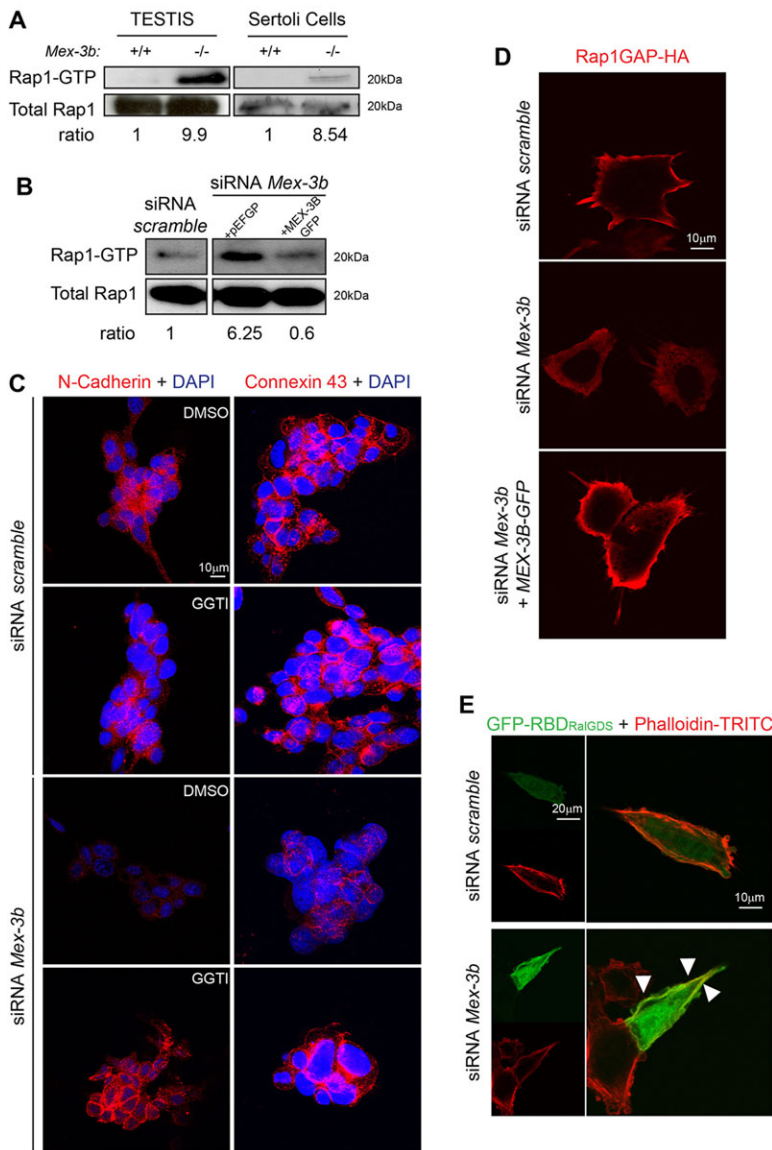 A
TESTIS
Sertoli Cells
Mex-3b: +/+ -/- +/+ -/-
Rap1-GTP 20kDa
Total Rap1 20kDa
ratio 1 9.9 1 8.54
B
siRNA scramble
siRNA Mex-3b
+pEFGP
+MEX-3B GFP
Rap1-GTP 20kDa
Total Rap1 20kDa
ratio 1 6.25 0.6
C
N-Cadherin + DAPI
Connexin 43 + DAPI
siRNA scramble
DMSO
10μm
GGTI
siRNA Mex-3b
DMSO
GGTI
D
Rap1GAP-HA
siRNA scramble
10μm
siRNA Mex-3b
siRNA Mex-3b
+ MEX-3B-GFP
E
GFP-RBDRalGDS + Phalloidin-TRITC
siRNA scramble
20μm
10μm
siRNA Mex-3b